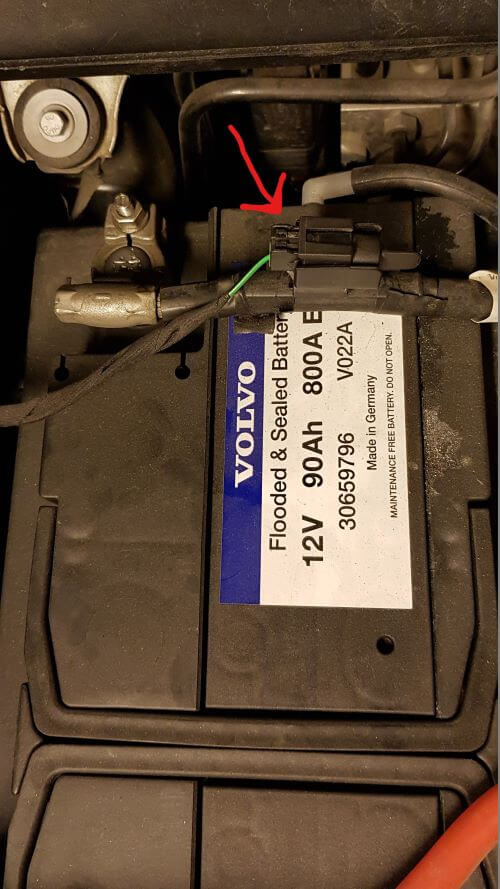 VOLVO
Flooded & Sealed
12V 90Ah 800A
30659796 V022A
Made in Germany
MAINTENANCE FREE BATTERY. DO NOT OPEN.